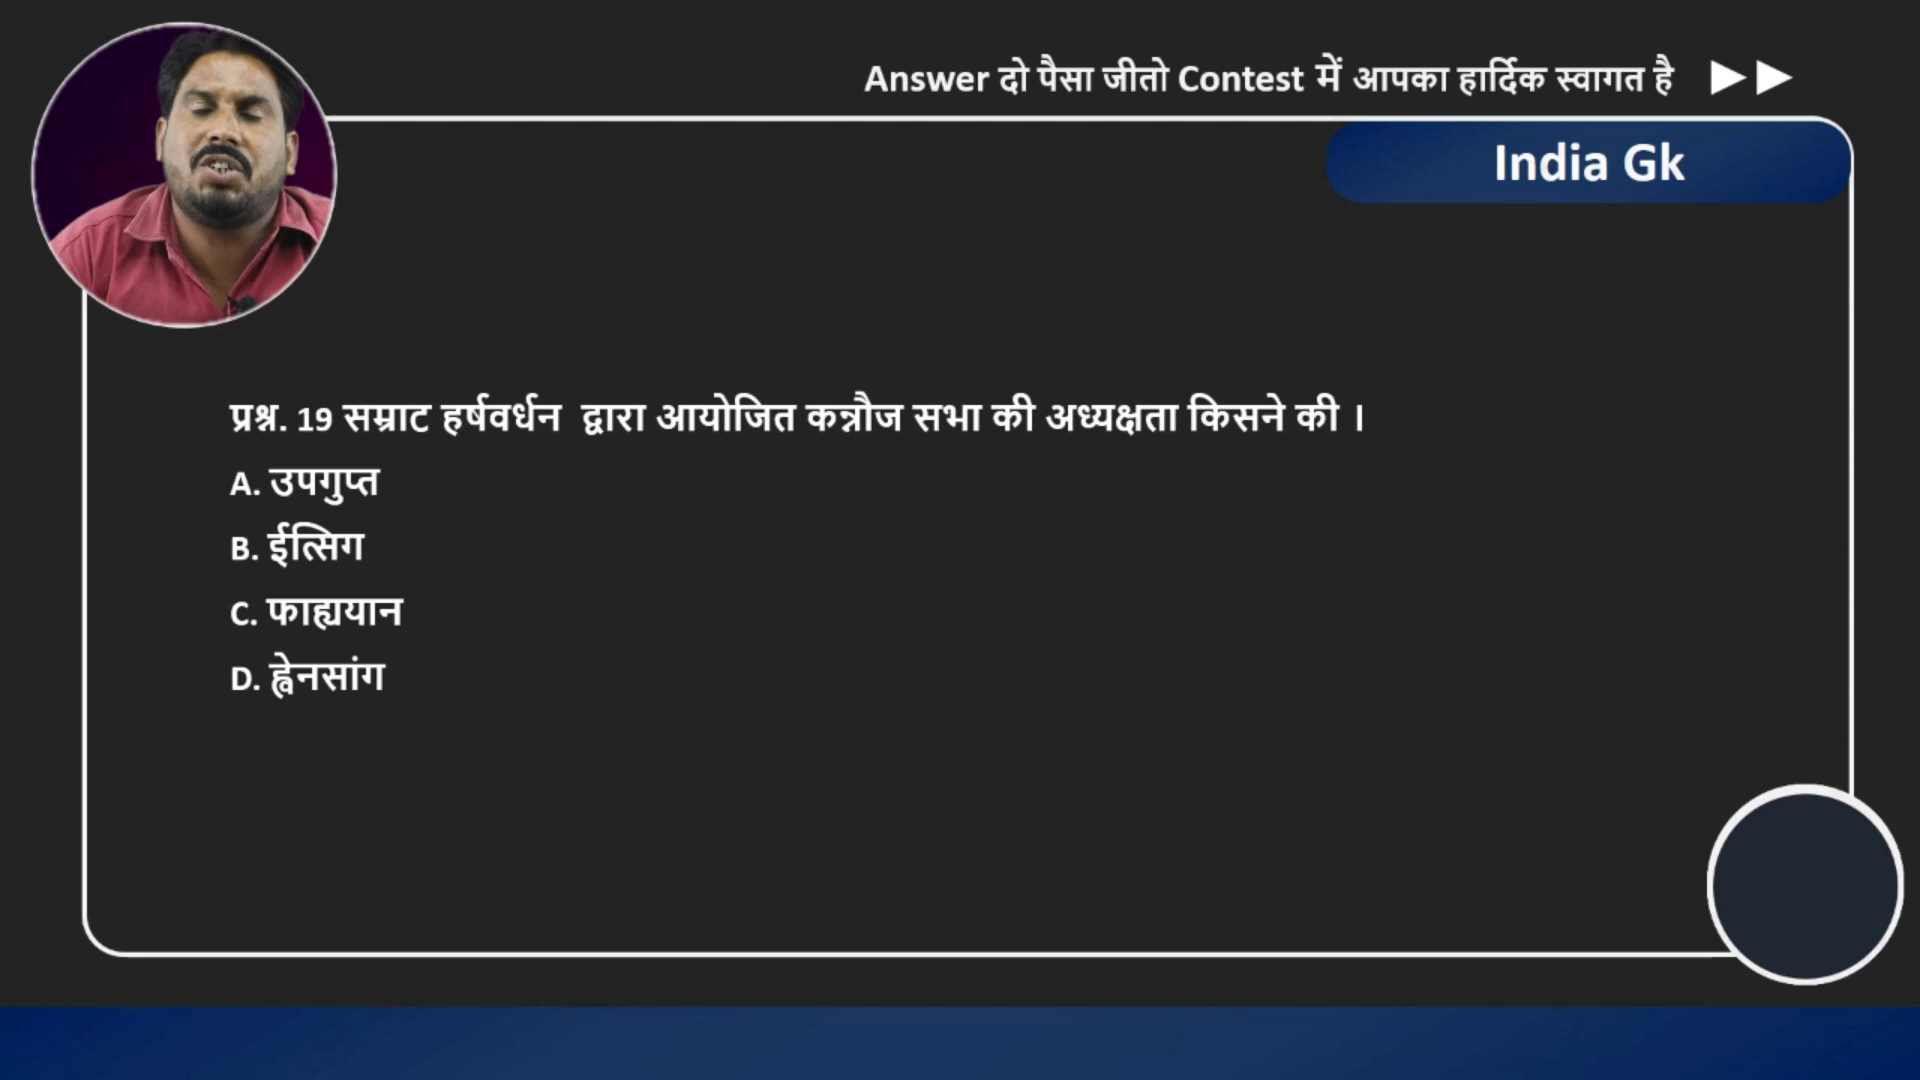 Answer दो पैसा जीतो Contest में आपका हार्दिक स्वागत है
India Gk
प्रश्न. 19 सम्राट हर्षवर्धन द्वारा आयोजित कन्नौज सभा की अध्यक्षता किसने की ।
A. उपगुप्त
B. ईत्सिग
C. फाह्ययान
D. ह्वेनसांग